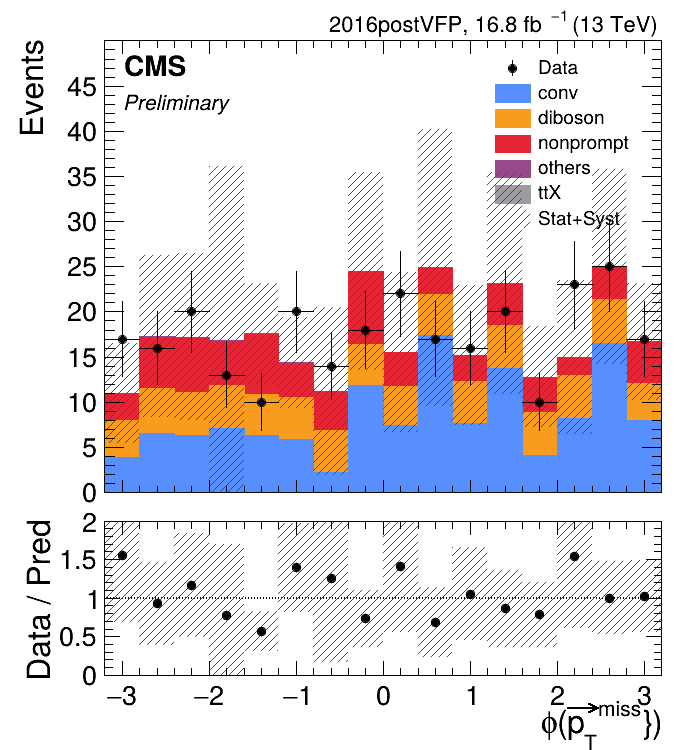 2016postVFP, 16.8 fb ⁻¹ (13 TeV)
CMS
Preliminary
Data
conv
diboson
nonprompt
others
ttX
Stat+Syst
Events
45
40
35
30
25
20
15
10
5
0
Data / Pred
2
1.5
1
0.5
0
−3 −2 −1 0 1 2 3
ϕ(p⃗_T^miss})